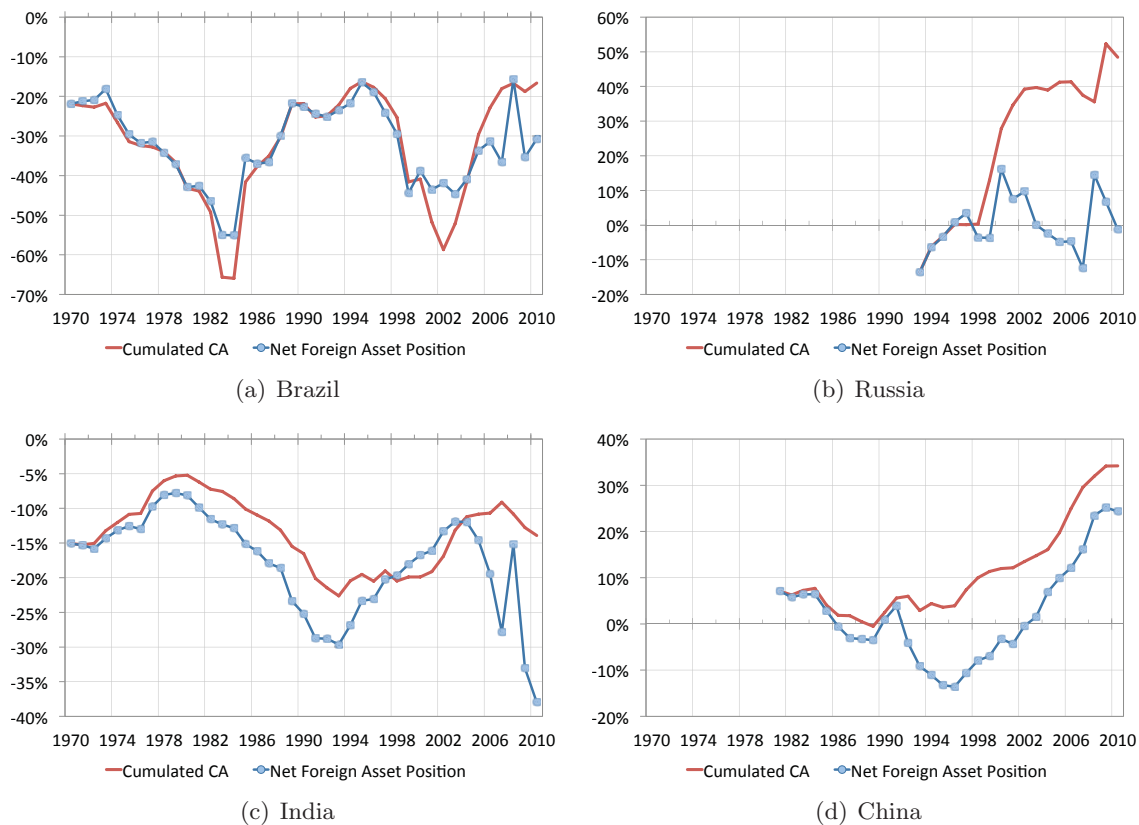 0%
-10%
-20%
-30%
-40%
-50%
-60%
-70%
1970 1974 1978 1982 1986 1990 1994 1998 2002 2006 2010
Cumulated CA Net Foreign Asset Position
(a) Brazil
60%
50%
40%
30%
20%
10%
0%
-10%
-20%
1970 1974 1978 1982 1986 1990 1994 1998 2002 2006 2010
Cumulated CA Net Foreign Asset Position
(b) Russia
0%
-5%
-10%
-15%
-20%
-25%
-30%
-35%
-40%
1970 1974 1978 1982 1986 1990 1994 1998 2002 2006 2010
Cumulated CA Net Foreign Asset Position
(c) India
40%
30%
20%
10%
0%
-10%
-20%
1970 1974 1978 1982 1986 1990 1994 1998 2002 2006 2010
Cumulated CA Net Foreign Asset Position
(d) China